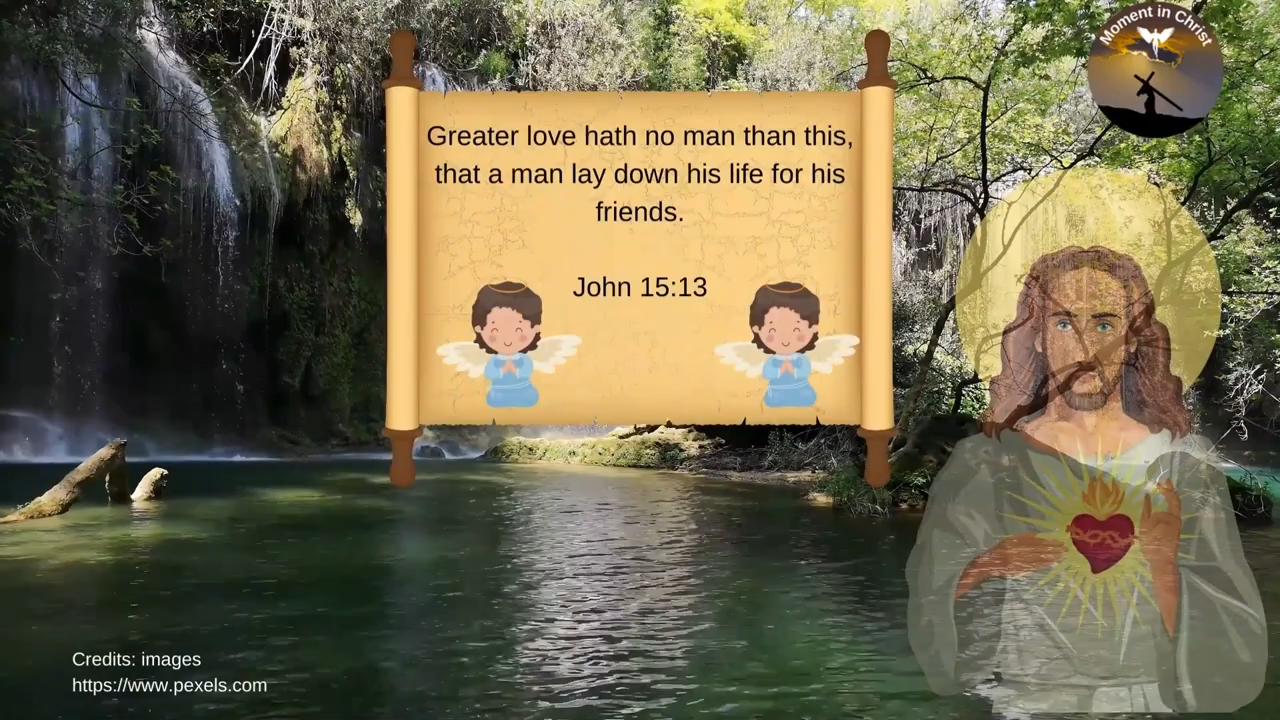 Moment in Christ
Greater love hath no man than this,
that a man lay down his life for his
friends.
John 15:13
Credits: images
https://www.pexels.com